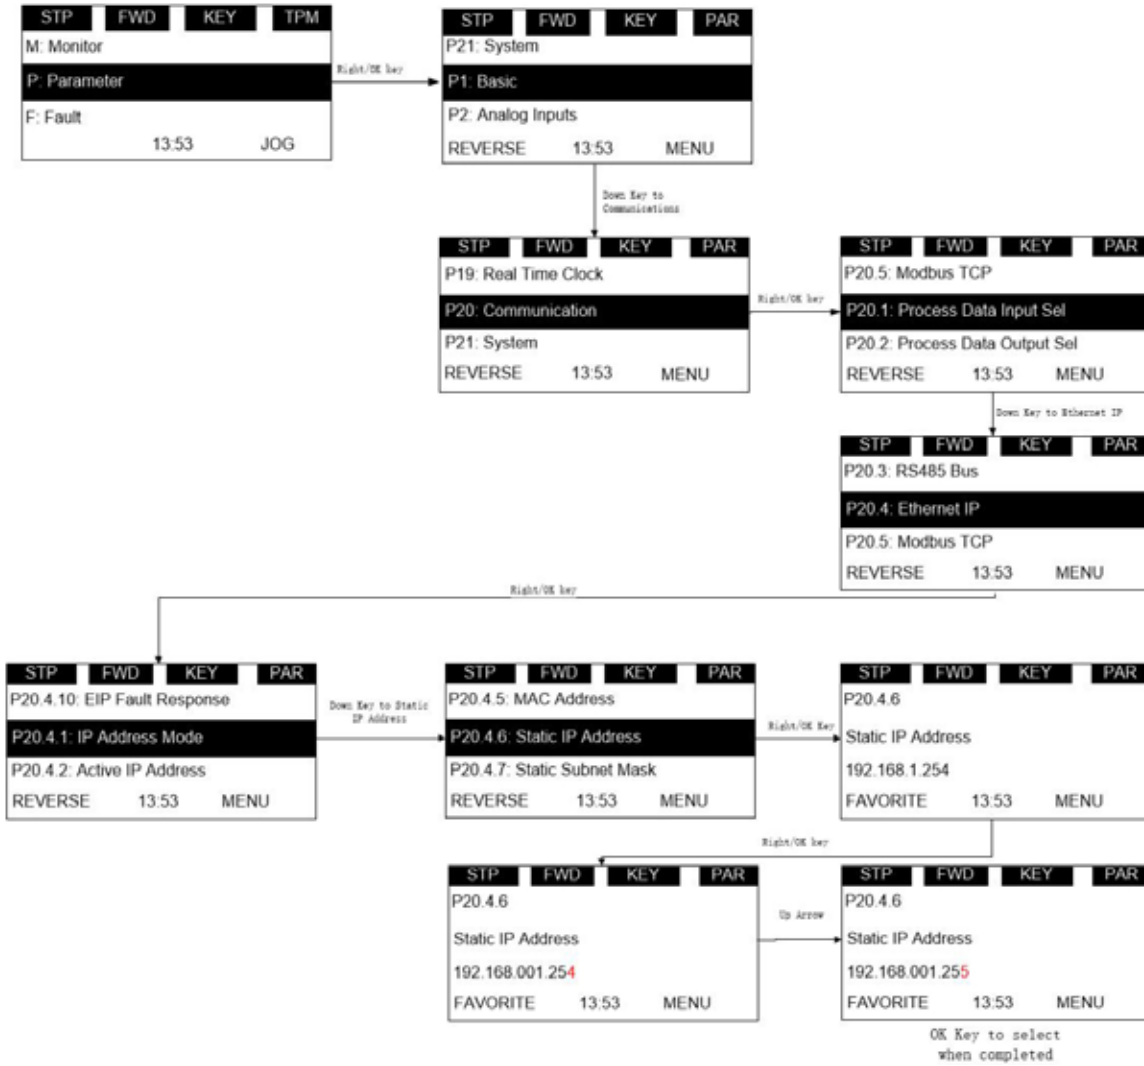 STP FWD KEY TPM
M: Monitor
P: Parameter
F: Fault
13:53 JOG
Right/OK key
STP FWD KEY PAR
P21: System
P1: Basic
P2: Analog Inputs
REVERSE 13:53 MENU
Down Key to
Communications
STP FWD KEY PAR
P19: Real Time Clock
P20: Communication
P21: System
REVERSE 13:53 MENU
Right/OK key
STP FWD KEY PAR
P20.5: Modbus TCP
P20.1: Process Data Input Sel
P20.2: Process Data Output Sel
REVERSE 13:53 MENU
Down Key to Ethernet IP
STP FWD KEY PAR
P20.3: RS485 Bus
P20.4: Ethernet IP
P20.5: Modbus TCP
REVERSE 13:53 MENU
Right/OK key
STP FWD KEY PAR
P20.4.10: EIP Fault Response
P20.4.1: IP Address Mode
P20.4.2: Active IP Address
REVERSE 13:53 MENU
Down Key to Static
IP Address
STP FWD KEY PAR
P20.4.5: MAC Address
P20.4.6: Static IP Address
P20.4.7: Static Subnet Mask
REVERSE 13:53 MENU
Right/OK Key
STP FWD KEY PAR
P20.4.6
Static IP Address
192.168.1.254
FAVORITE 13:53 MENU
Right/OK key
STP FWD KEY PAR
P20.4.6
Static IP Address
192.168.001.254
FAVORITE 13:53 MENU
Up Arrow
STP FWD KEY PAR
P20.4.6
Static IP Address
192.168.001.255
FAVORITE 13:53 MENU
OK Key to select
when completed